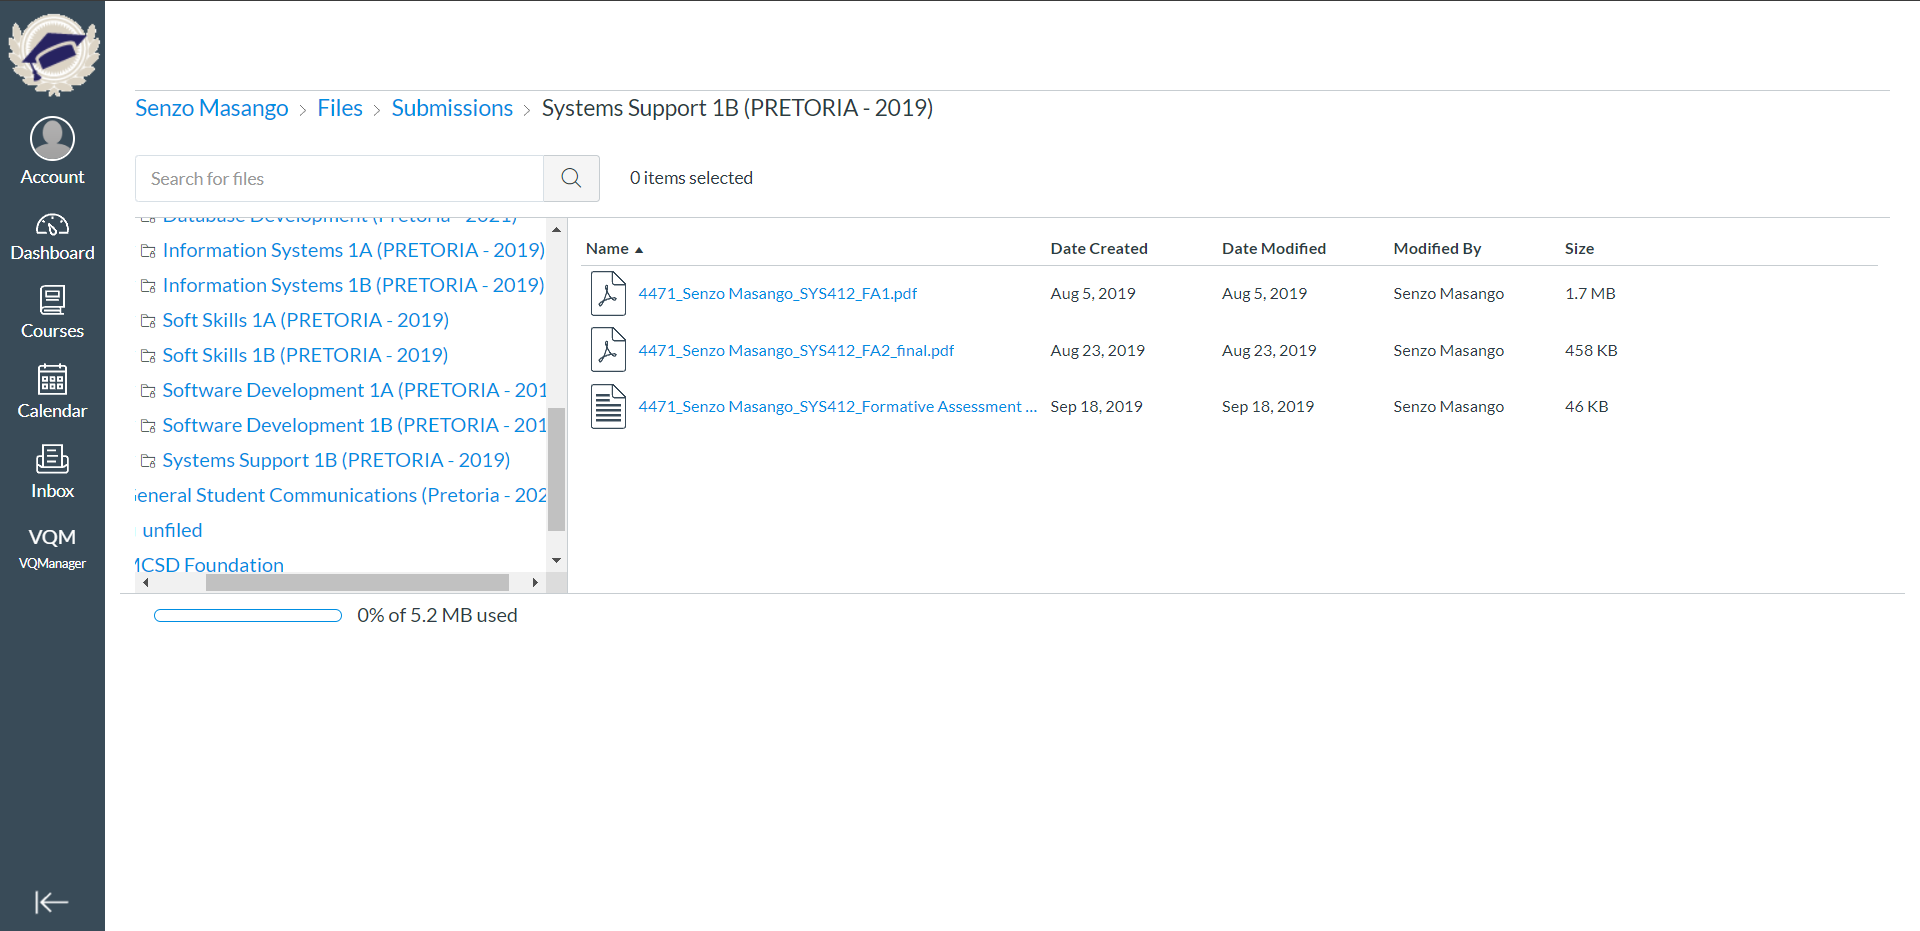 Senzo Masango > Files > Submissions > Systems Support 1B (PRETORIA - 2019)
Account
Dashboard
Courses
Calendar
Inbox
VQM
VQManager
Search for files
0 items selected
Database Development (Pretoria - 2021)
Information Systems 1A (PRETORIA - 2019)
Information Systems 1B (PRETORIA - 2019)
Soft Skills 1A (PRETORIA - 2019)
Soft Skills 1B (PRETORIA - 2019)
Software Development 1A (PRETORIA - 201
Software Development 1B (PRETORIA - 201
Systems Support 1B (PRETORIA - 2019)
eneral Student Communications (Pretoria - 202
unfiled
MCSD Foundation
Name Date Created Date Modified Modified By Size
4471_Senzo Masango_SYS412_FA1.pdf Aug 5, 2019 Aug 5, 2019 Senzo Masango 1.7 MB
4471_Senzo Masango_SYS412_FA2_final.pdf Aug 23, 2019 Aug 23, 2019 Senzo Masango 458 KB
4471_Senzo Masango_SYS412_Formative Assessment ... Sep 18, 2019 Sep 18, 2019 Senzo Masango 46 KB
0% of 5.2 MB used